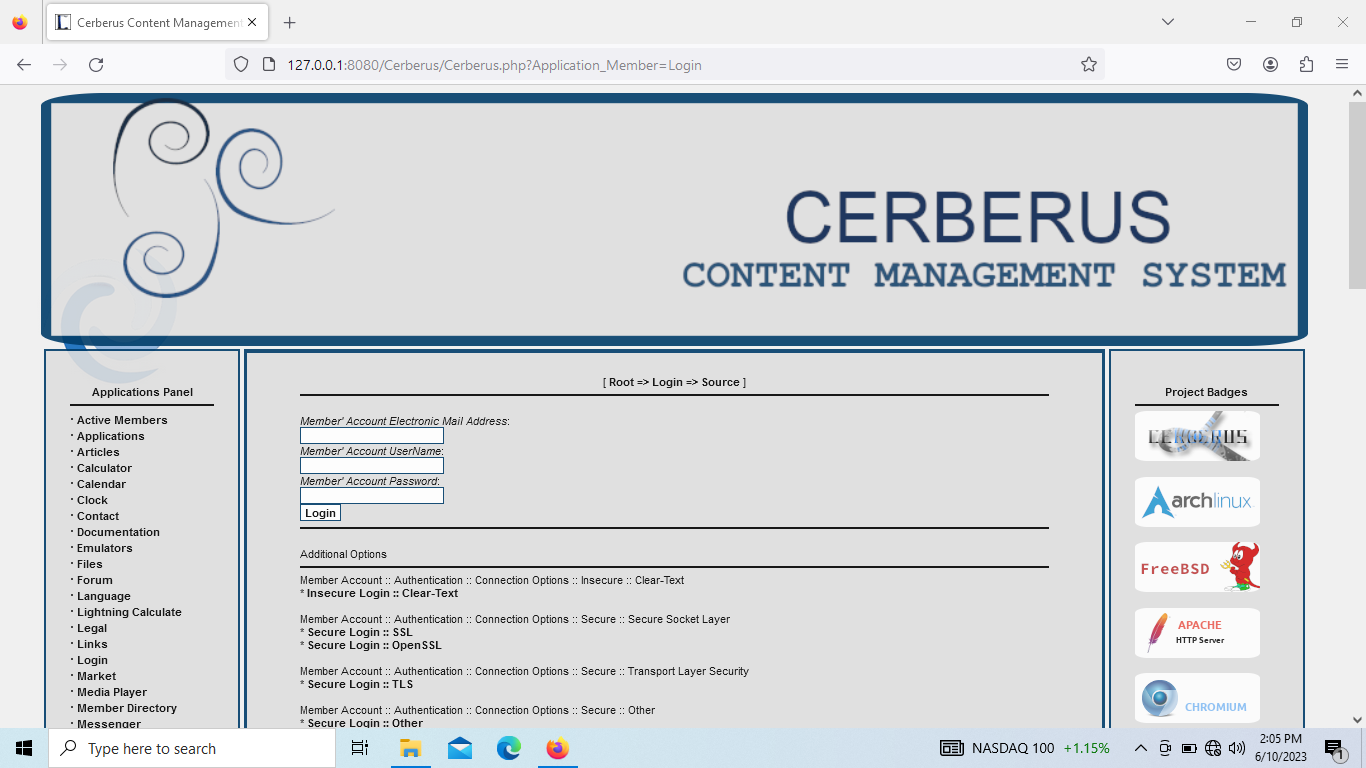 Cerberus Content Management
127.0.0.1:8080/Cerberus/Cerberus.php?Application_Member=Login
CERBERUS
CONTENT MANAGEMENT SYSTEM
Applications Panel
· Active Members
· Applications
· Articles
· Calculator
· Calendar
· Clock
· Contact
· Documentation
· Emulators
· Files
· Forum
· Language
· Lightning Calculate
· Legal
· Links
· Login
· Market
· Media Player
· Member Directory
· Messenger
[ Root => Login => Source ]
Member' Account Electronic Mail Address:
Member' Account UserName:
Member' Account Password:
Login
Additional Options
Member Account :: Authentication :: Connection Options :: Insecure :: Clear-Text
* Insecure Login :: Clear-Text
Member Account :: Authentication :: Connection Options :: Secure :: Secure Socket Layer
* Secure Login :: SSL
* Secure Login :: OpenSSL
Member Account :: Authentication :: Connection Options :: Secure :: Transport Layer Security
* Secure Login :: TLS
Member Account :: Authentication :: Connection Options :: Secure :: Other
* Secure Login :: Other
Project Badges
CERBERUS
archlinux
FreeBSD
APACHE
HTTP Server
CHROMIUM
Type here to search
NASDAQ 100 +1.15%
2:05 PM
6/10/2023
1